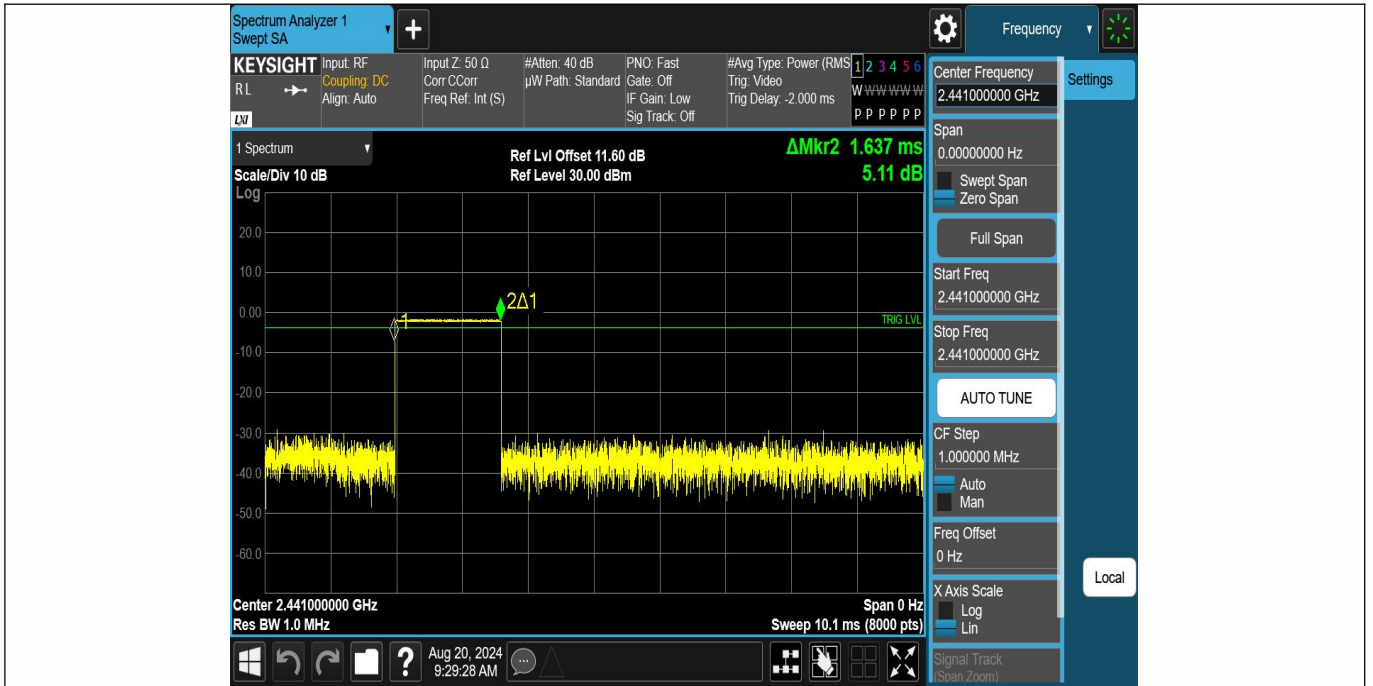 Spectrum Analyzer 1
Swept SA
+
Frequency
KEYSIGHT
R L
LXI
Input: RF
Coupling: DC
Align: Auto
Input Z: 50 Ω
Corr CCorr
Freq Ref: Int (S)
#Atten: 40 dB
µW Path: Standard
PNO: Fast
Gate: Off
IF Gain: Low
Sig Track: Off
#Avg Type: Power (RMS
Trig: Video
Trig Delay: -2.000 ms
1 2 3 4 5 6
W W W W W W
P P P P P P
1 Spectrum
Scale/Div 10 dB
Ref Lvl Offset 11.60 dB
Ref Level 30.00 dBm
ΔMkr2 1.637 ms
5.11 dB
Log
20.0
10.0
0.00
-10.0
-20.0
-30.0
-40.0
-50.0
-60.0
1
2Δ1
TRIG LVL
Center 2.441000000 GHz
Res BW 1.0 MHz
Span 0 Hz
Sweep 10.1 ms (8000 pts)
Center Frequency
2.441000000 GHz
Settings
Span
0.00000000 Hz
Swept Span
Zero Span
Full Span
Start Freq
2.441000000 GHz
Stop Freq
2.441000000 GHz
AUTO TUNE
CF Step
1.000000 MHz
Auto
Man
Freq Offset
0 Hz
X Axis Scale
Log
Lin
Signal Track
(Span Zoom)
Local
?
Aug 20, 2024
9:29:28 AM